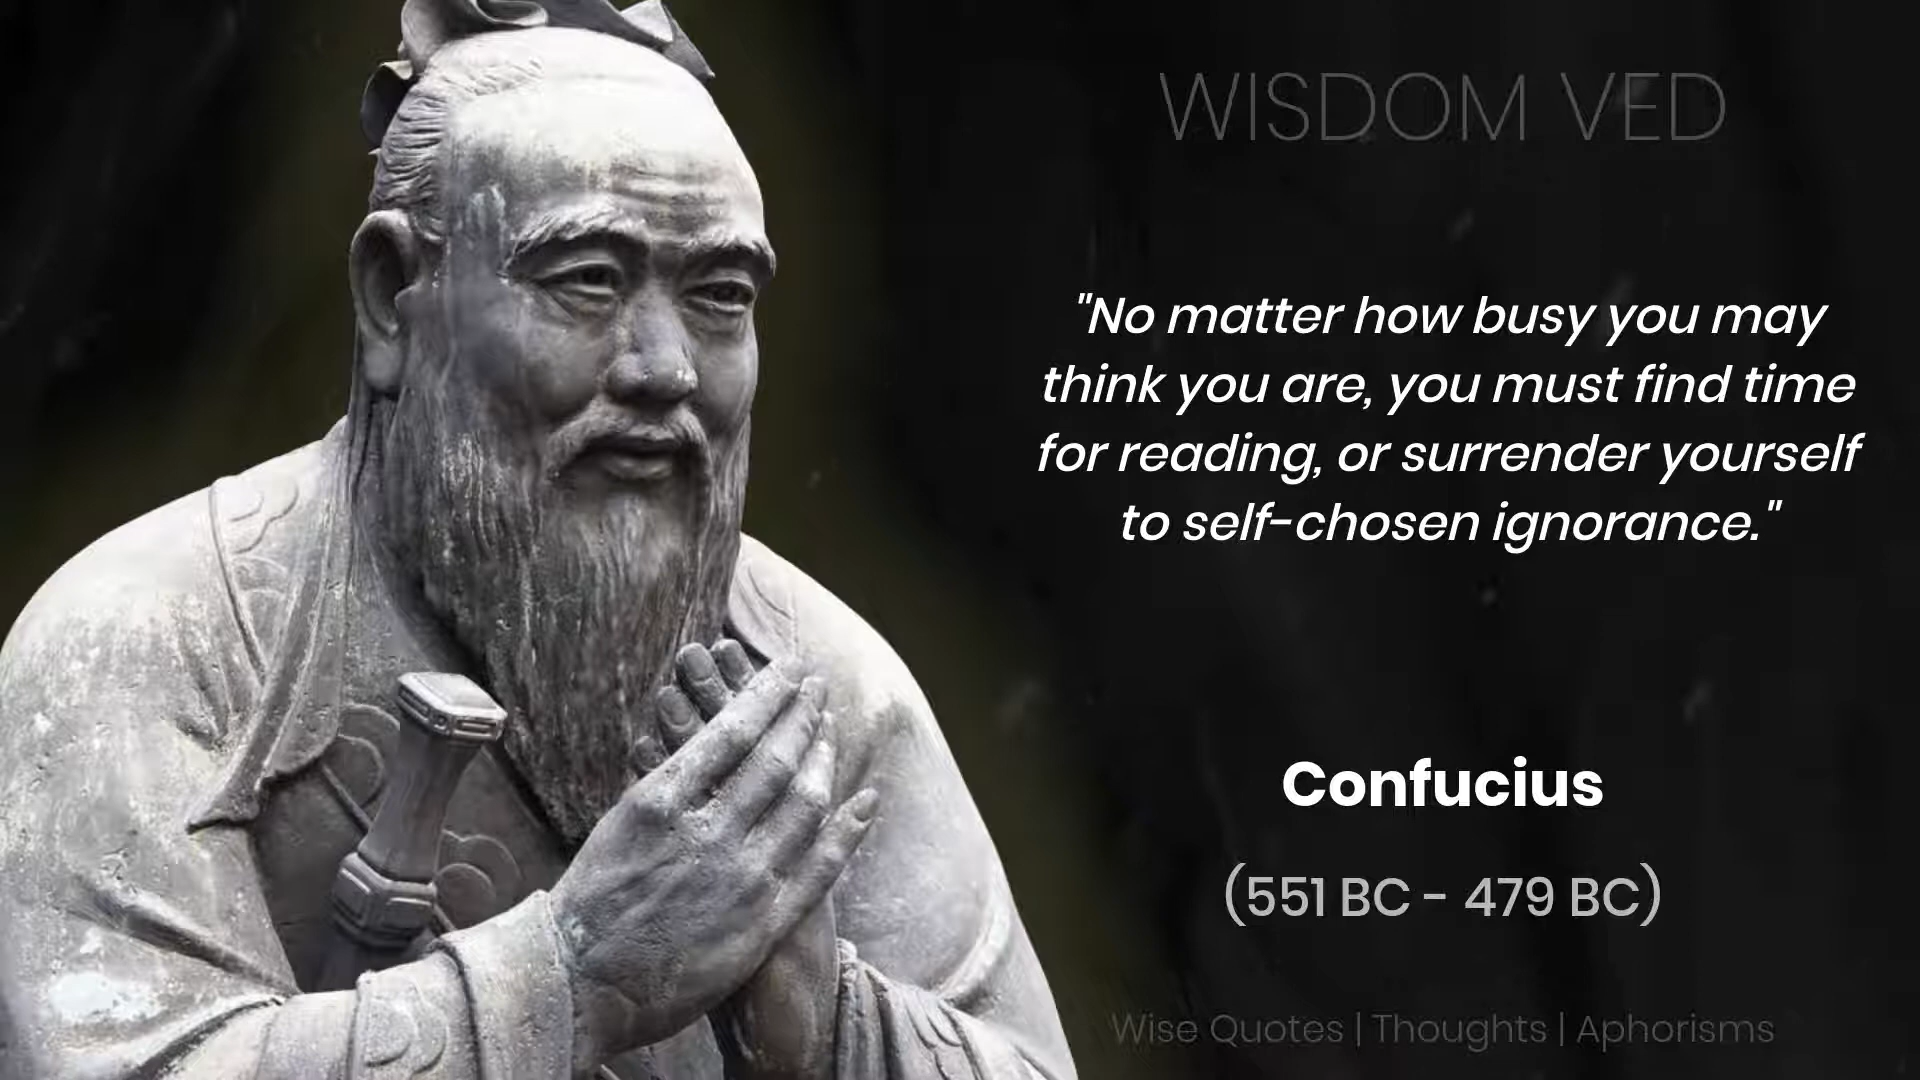 WISDOM VED
"No matter how busy you may
think you are, you must find time
for reading, or surrender yourself
to self-chosen ignorance."
Confucius
(551 BC - 479 BC)
Wise Quotes | Thoughts | Aphorisms